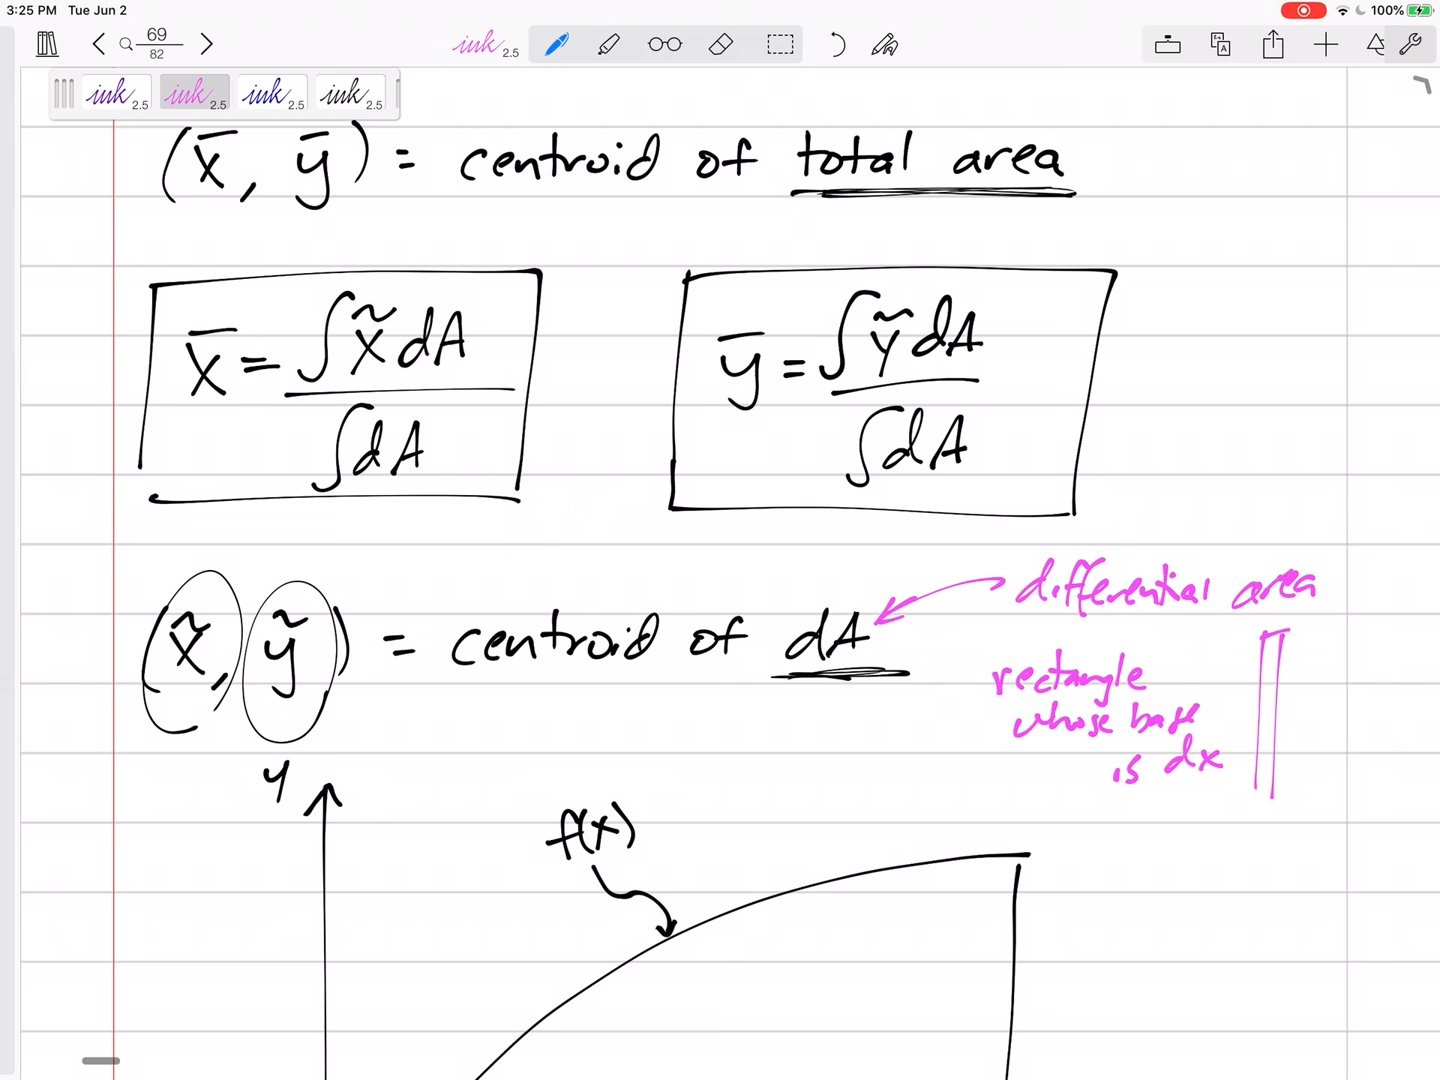 3:25 PM Tue Jun 2
100%
69
82
ink 2.5
ink 2.5
ink 2.5
ink 2.5
ink 2.5
(x̄, ȳ) = centroid of total area
x̄ = ∫x̃ dA / ∫dA
ȳ = ∫ỹ dA / ∫dA
differential area
(x̃, ỹ) = centroid of dA
rectangle
whose base
is dx
y
f(x)